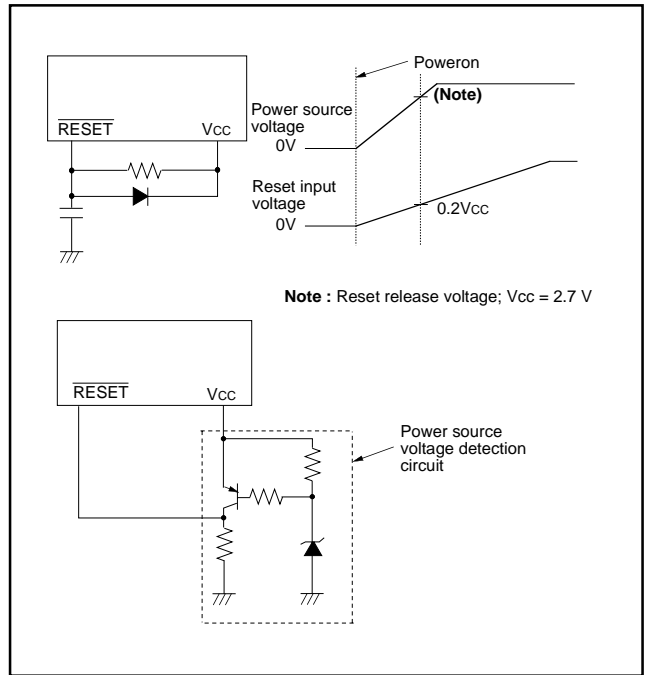 Poweron
(Note)
Power source
voltage
0V
RESET VCC
Reset input
voltage
0V
0.2VCC
Note : Reset release voltage; Vcc = 2.7 V
RESET VCC
Power source
voltage detection
circuit